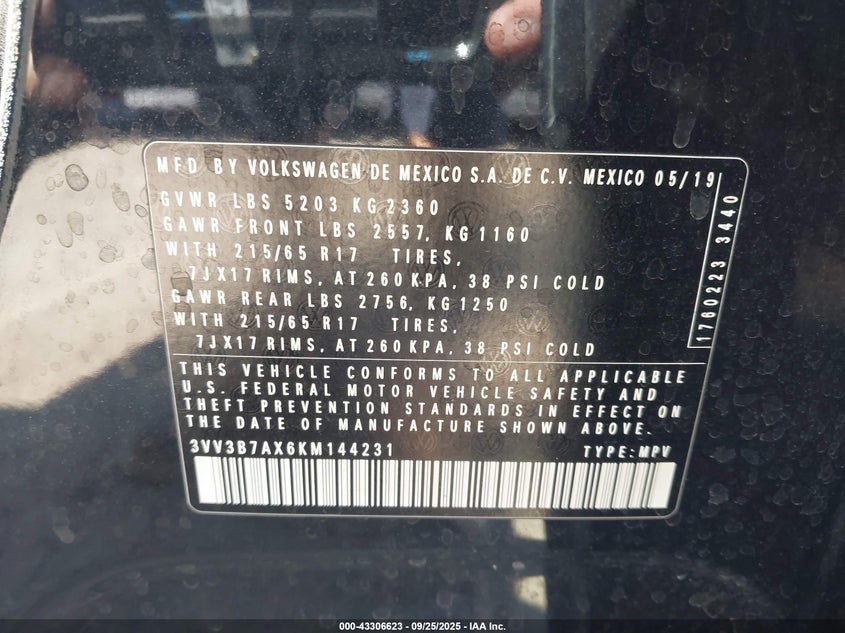 MFD BY VOLKSWAGEN DE MEXICO S.A. DE C.V. MEXICO 05/19
GVWR LBS 5203 KG 2360
GAWR FRONT LBS 2557, KG 1160
WITH 215/65 R17 TIRES,
7JX17 RIMS, AT 260 KPA, 38 PSI COLD
GAWR REAR LBS 2756, KG 1250
WITH 215/65 R17 TIRES,
7JX17 RIMS, AT 260 KPA, 38 PSI COLD
1760223 3440
THIS VEHICLE CONFORMS TO ALL APPLICABLE
U.S. FEDERAL MOTOR VEHICLE SAFETY AND
THEFT PREVENTION STANDARDS IN EFFECT ON
THE DATE OF MANUFACTURE SHOWN ABOVE.
3VV3B7AX6KM144231 TYPE: MPV
000-43306623 - 09/25/2025 - IAA Inc.